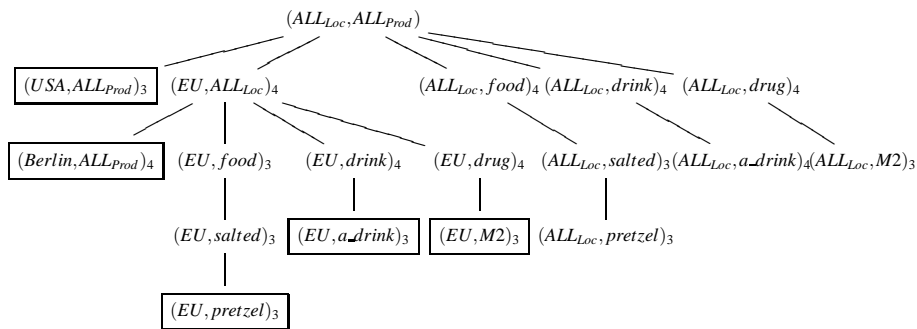 (ALL_Loc, ALL_Prod)
(USA, ALL_Prod)_3 (EU, ALL_Loc)_4 (ALL_Loc, food)_4 (ALL_Loc, drink)_4 (ALL_Loc, drug)_4
(Berlin, ALL_Prod)_4 (EU, food)_3 (EU, drink)_4 (EU, drug)_4 (ALL_Loc, salted)_3 (ALL_Loc, a_drink)_4 (ALL_Loc, M2)_3
(EU, salted)_3 (EU, a_drink)_3 (EU, M2)_3 (ALL_Loc, pretzel)_3
(EU, pretzel)_3